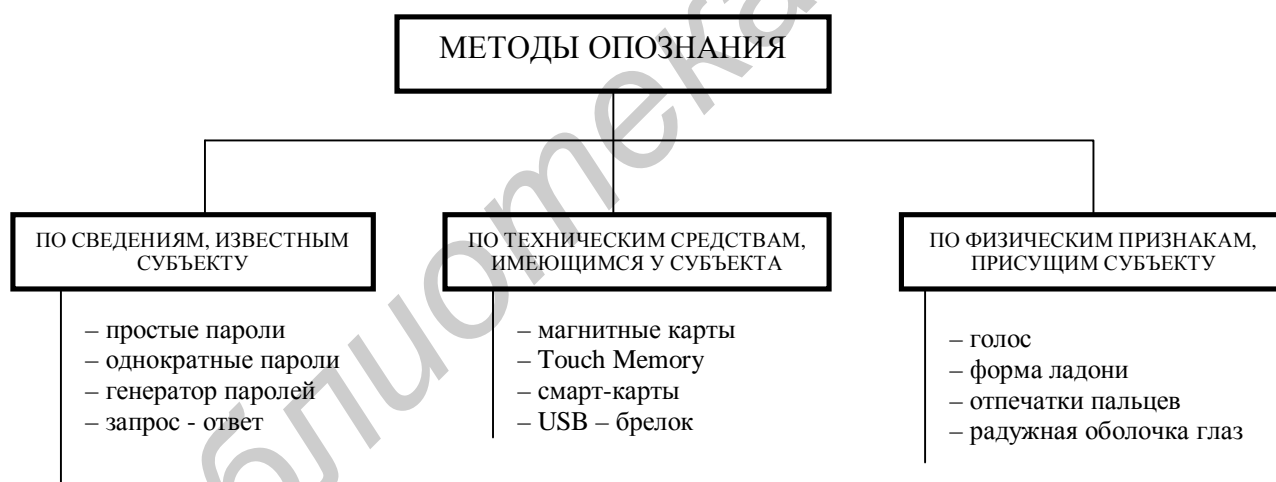 МЕТОДЫ ОПОЗНАНИЯ
ПО СВЕДЕНИЯМ, ИЗВЕСТНЫМ
СУБЪЕКТУ
– простые пароли
– однократные пароли
– генератор паролей
– запрос - ответ
ПО ТЕХНИЧЕСКИМ СРЕДСТВАМ,
ИМЕЮЩИМСЯ У СУБЪЕКТА
– магнитные карты
– Touch Memory
– смарт-карты
– USB – брелок
ПО ФИЗИЧЕСКИМ ПРИЗНАКАМ,
ПРИСУЩИМ СУБЪЕКТУ
– голос
– форма ладони
– отпечатки пальцев
– радужная оболочка глаз